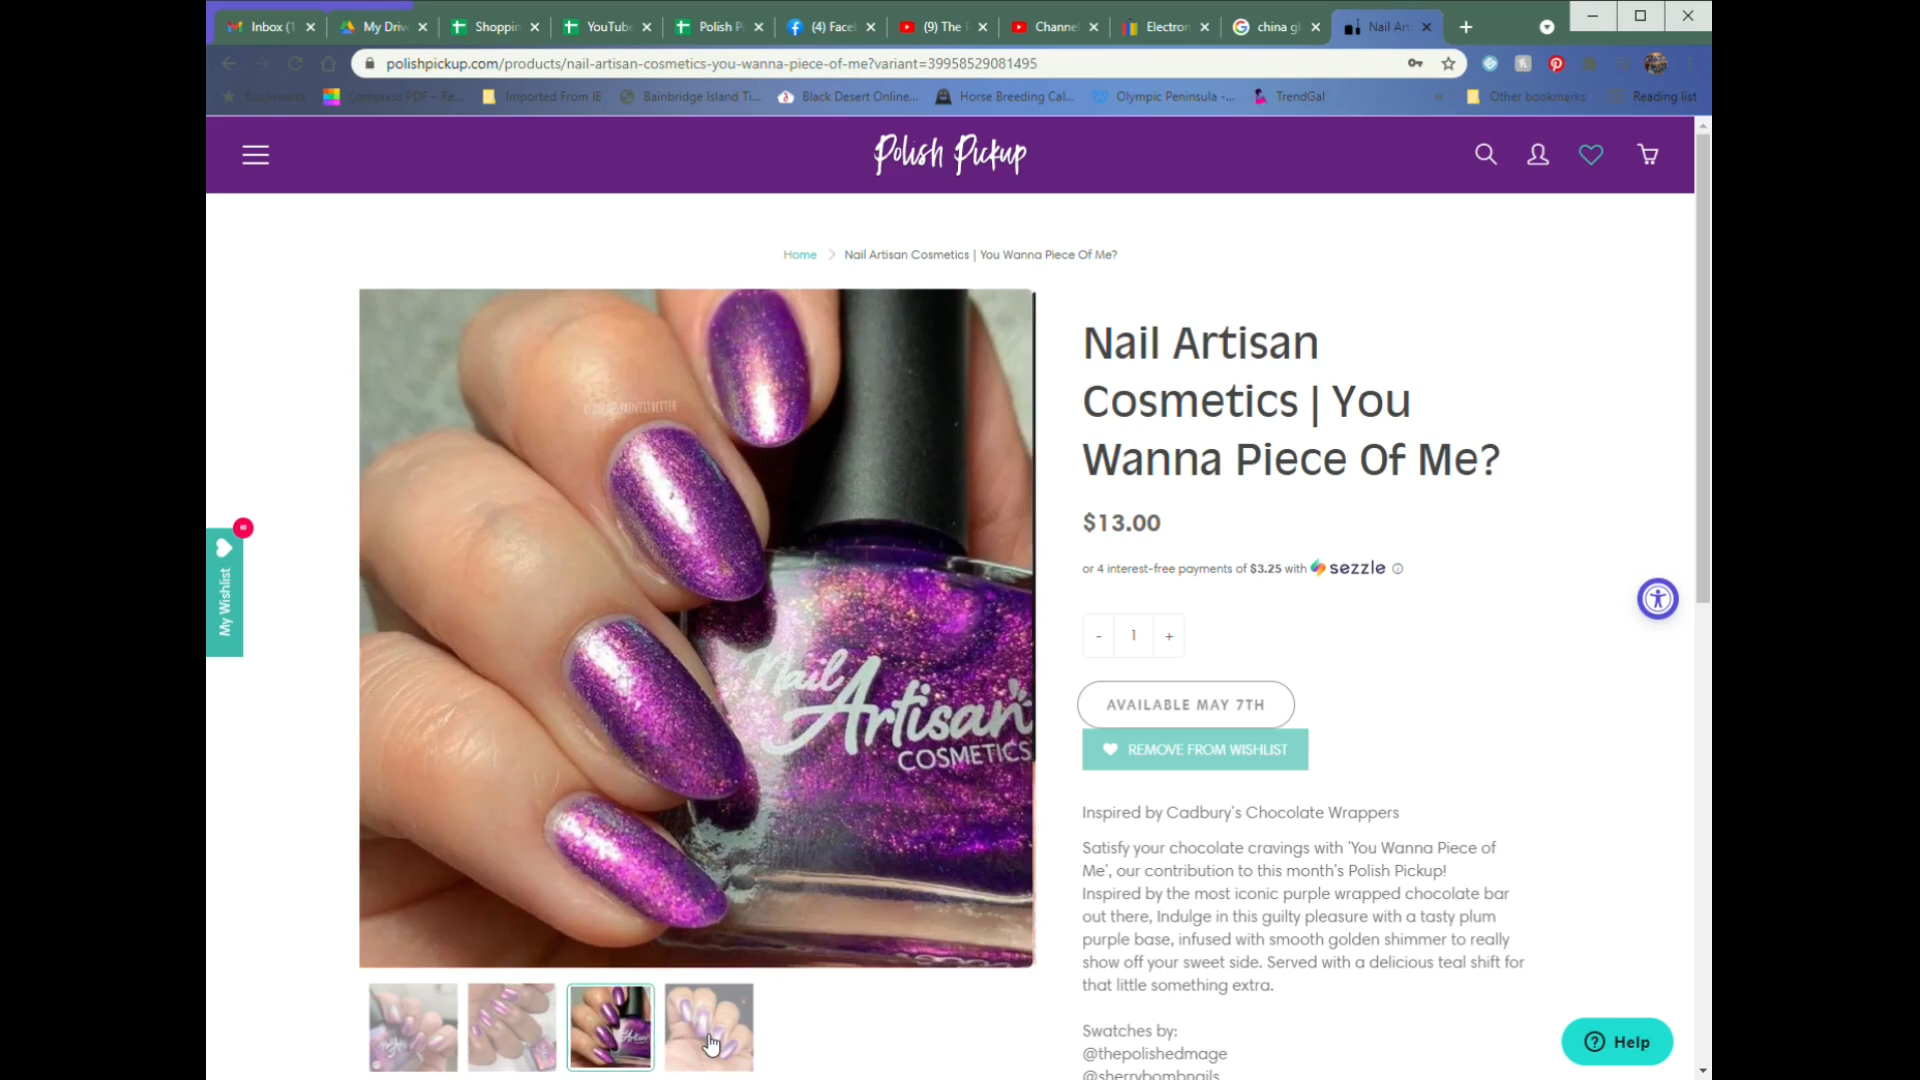 Inbox (1
My Drive
Shoppin
YouTube
Polish P
(4) Face
(9) The
Channe
Electron
china gl
Nail Arti
polishpickup.com/products/nail-artisan-cosmetics-you-wanna-piece-of-me?variant=39958529081495
Bookmarks
Compress PDF – Re...
Imported From IE
Bainbridge Island Ti...
Black Desert Online...
Horse Breeding Cal...
Olympic Peninsula -...
TrendGal
»
Other bookmarks
Reading list
Polish Pickup
Home > Nail Artisan Cosmetics | You Wanna Piece Of Me?
Nail Artisan
Cosmetics | You
Wanna Piece Of Me?
$13.00
or 4 interest-free payments of $3.25 with sezzle
- 1 +
AVAILABLE MAY 7TH
REMOVE FROM WISHLIST
My Wishlist
Nail
Artisan
COSMETICS
Inspired by Cadbury's Chocolate Wrappers
Satisfy your chocolate cravings with 'You Wanna Piece of
Me', our contribution to this month's Polish Pickup!
Inspired by the most iconic purple wrapped chocolate bar
out there, Indulge in this guilty pleasure with a tasty plum
purple base, infused with smooth golden shimmer to really
show off your sweet side. Served with a delicious teal shift for
that little something extra.
Swatches by:
@thepolishedmage
@sherrybombnails
Help